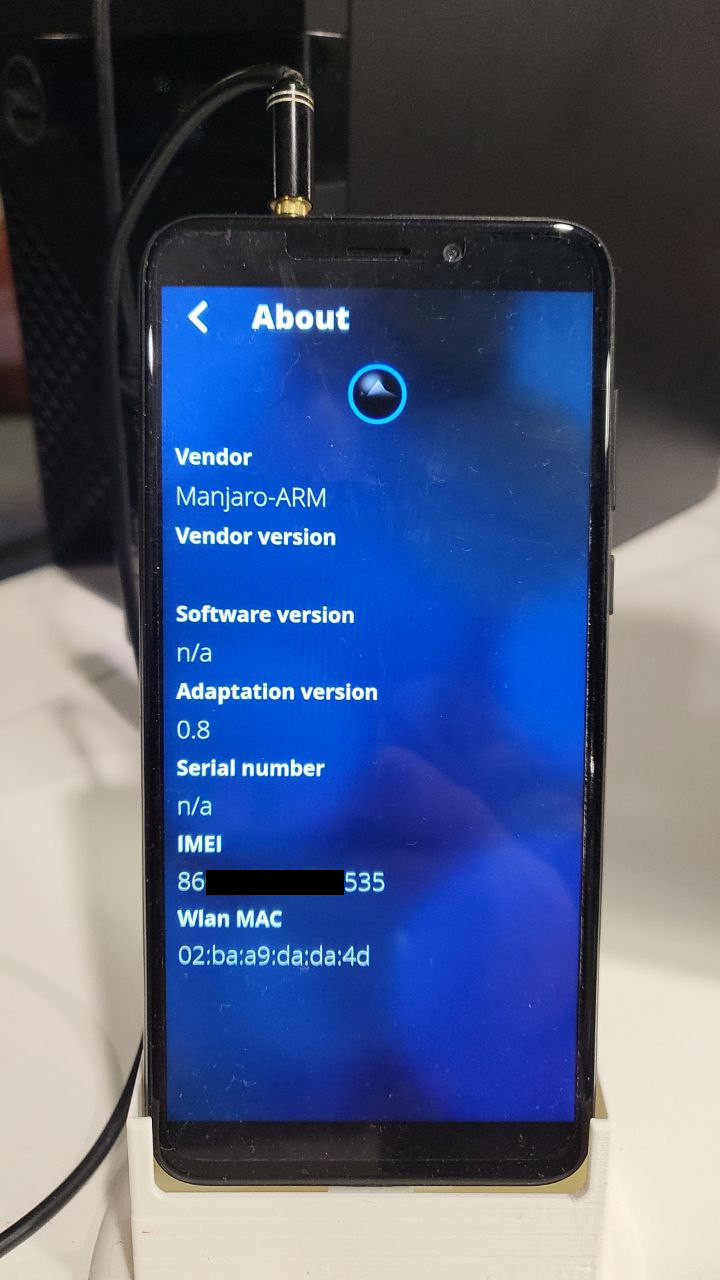 About
Vendor
Manjaro-ARM
Vendor version
Software version
n/a
Adaptation version
0.8
Serial number
n/a
IMEI
86 535
Wlan MAC
02:ba:a9:da:da:4d